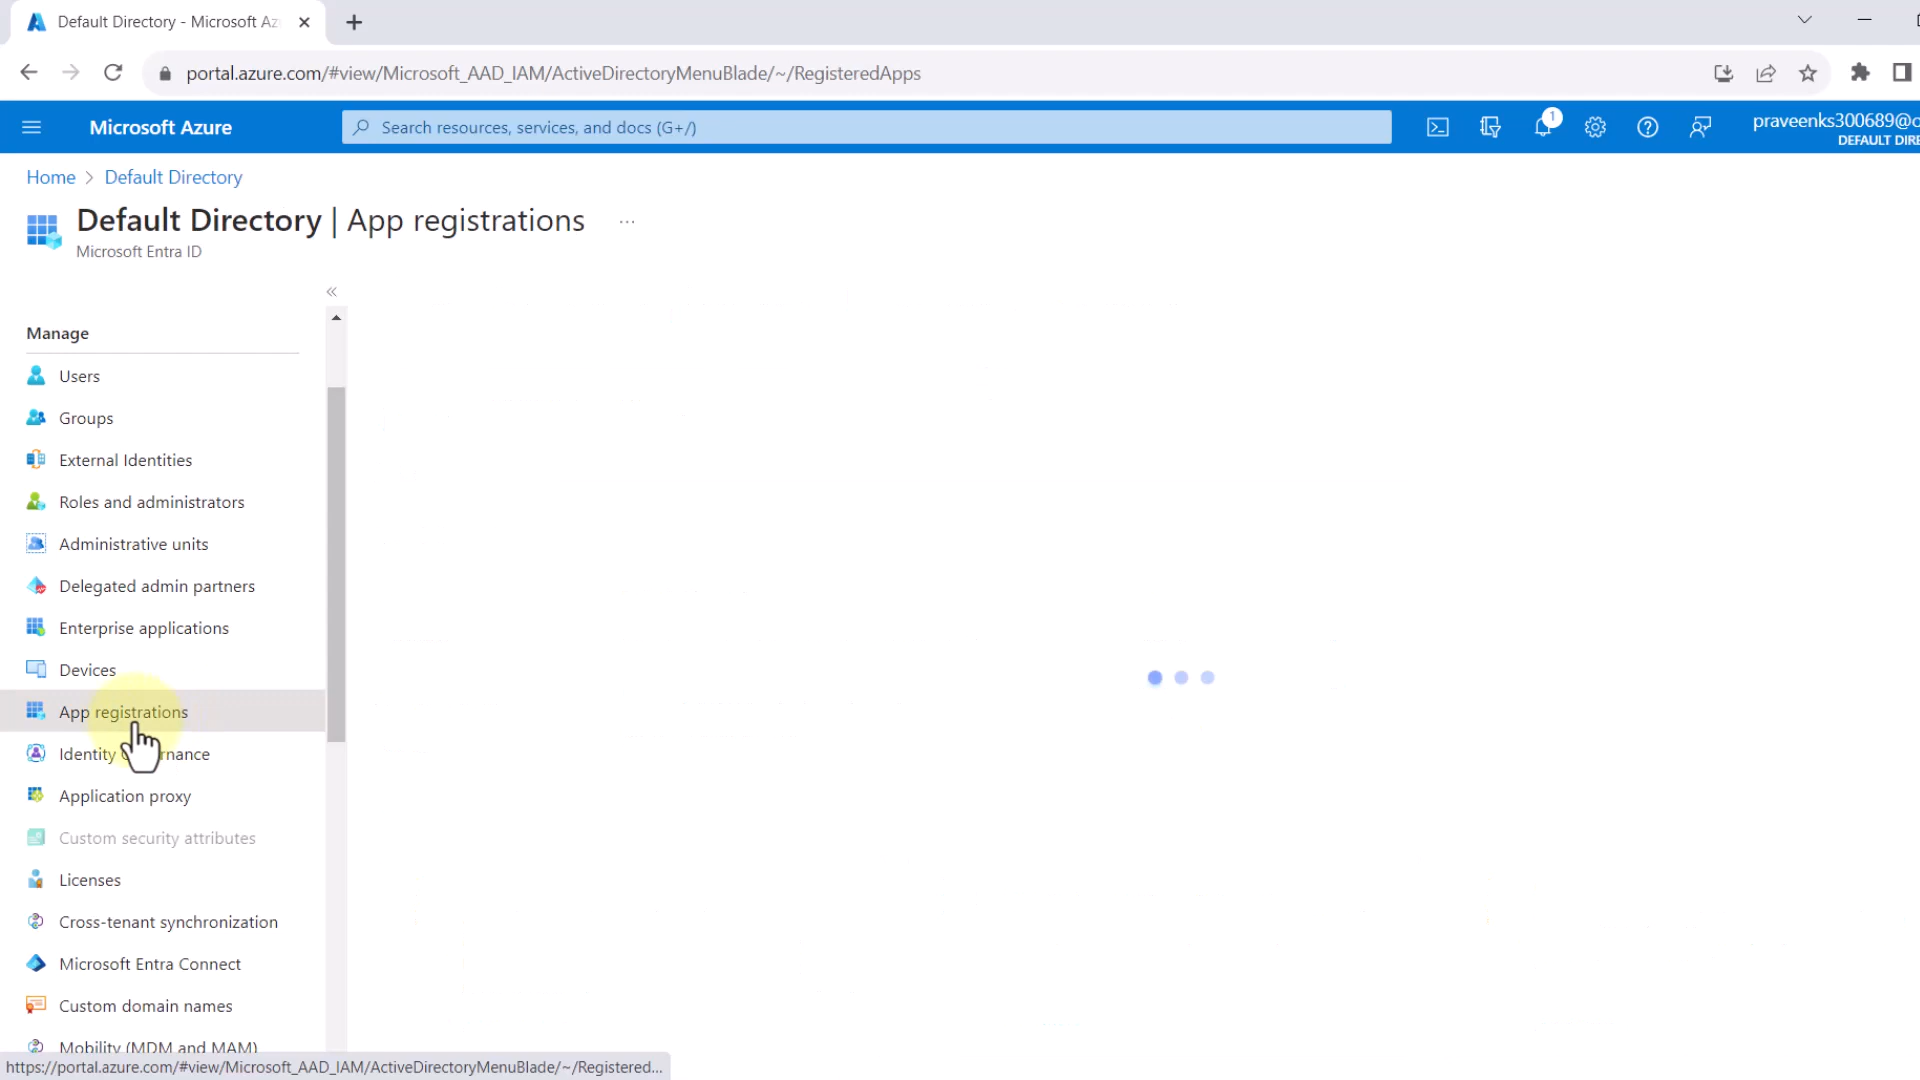 Default Directory - Microsoft Az
portal.azure.com/#view/Microsoft_AAD_IAM/ActiveDirectoryMenuBlade/~/RegisteredApps
Microsoft Azure
Search resources, services, and docs (G+/)
1
praveenks300689@o
DEFAULT DIRE
Home > Default Directory
Default Directory | App registrations ...
Microsoft Entra ID
Manage
Users
Groups
External Identities
Roles and administrators
Administrative units
Delegated admin partners
Enterprise applications
Devices
App registrations
Identity
Application proxy
Custom security attributes
Licenses
Cross-tenant synchronization
Microsoft Entra Connect
Custom domain names
Mobility (MDM and MAM)
https://portal.azure.com/#view/Microsoft_AAD_IAM/ActiveDirectoryMenuBlade/~/Registered...